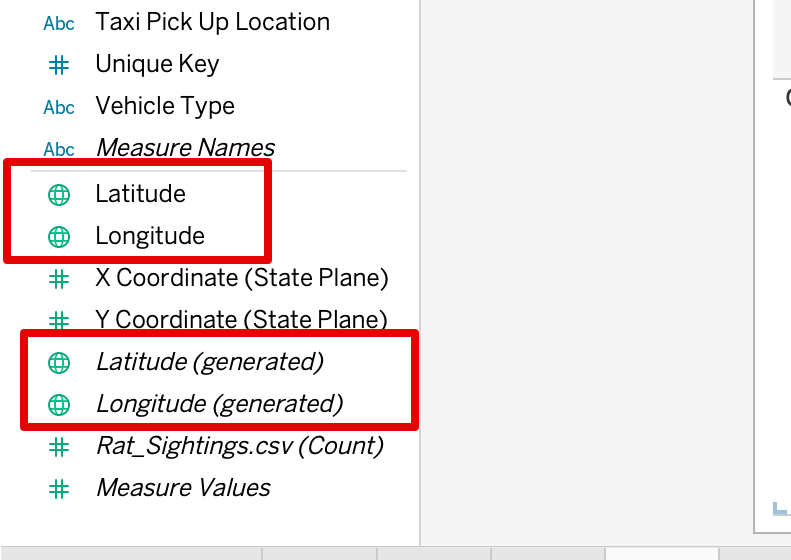 Abc Taxi Pick Up Location
Unique Key
Abc Vehicle Type
Abc Measure Names
Latitude
Longitude
X Coordinate (State Plane)
Y Coordinate (State Plane)
Latitude (generated)
Longitude (generated)
Rat_Sightings.csv (Count)
Measure Values